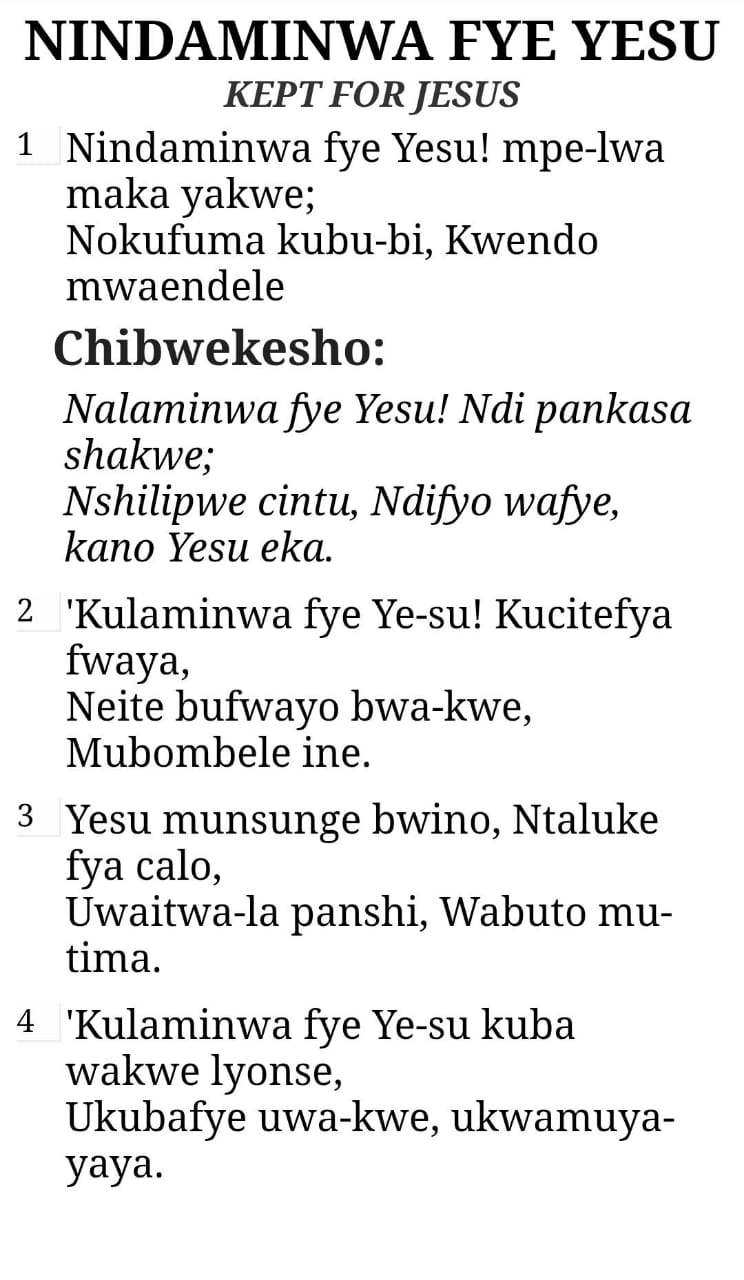 NINDAMINWA FYE YESU
KEPT FOR JESUS
1 Nindaminwa fye Yesu! mpe-lwa
maka yakwe;
Nokufuma kubu-bi, Kwendo
mwaendele
Chibwekesho:
Nalaminwa fye Yesu! Ndi pankasa
shakwe;
Nshilipwe cintu, Ndifyo wafye,
kano Yesu eka.
2 'Kulaminwa fye Ye-su! Kucitefya
fwaya,
Neite bufwayo bwa-kwe,
Mubombele ine.
3 Yesu munsunge bwino, Ntaluke
fya calo,
Uwaitwa-la panshi, Wabuto mu-
tima.
4 'Kulaminwa fye Ye-su kuba
wakwe lyonse,
Ukubafye uwa-kwe, ukwamuya-
yaya.